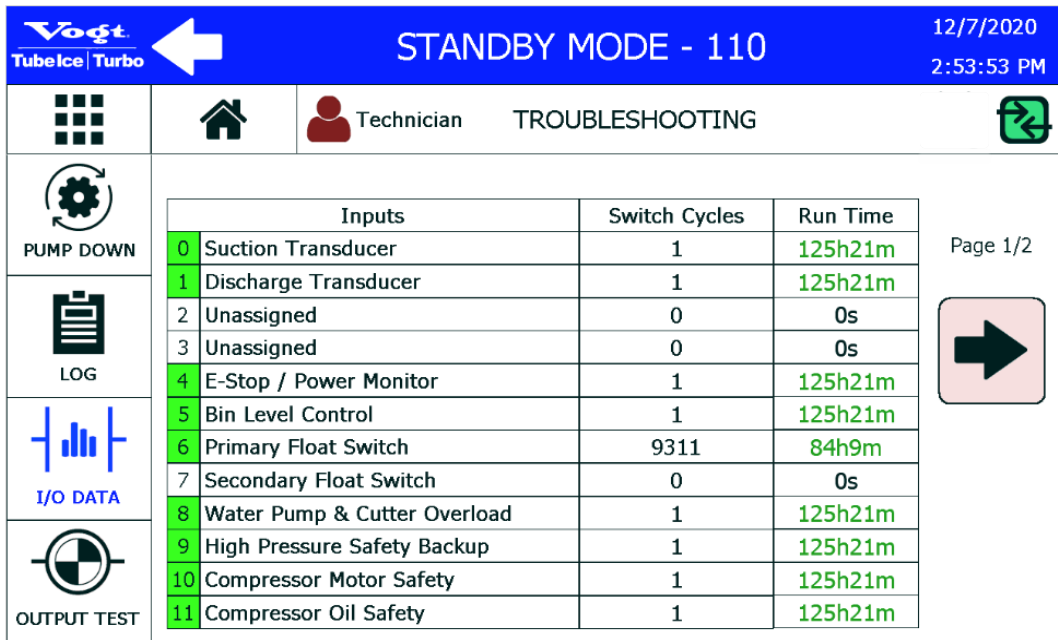 Vogt
Tube Ice | Turbo
STANDBY MODE - 110
12/7/2020
2:53:53 PM
Technician
TROUBLESHOOTING
PUMP DOWN
LOG
I/O DATA
OUTPUT TEST
Inputs Switch Cycles Run Time
0 Suction Transducer 1 125h21m
1 Discharge Transducer 1 125h21m
2 Unassigned 0 0s
3 Unassigned 0 0s
4 E-Stop / Power Monitor 1 125h21m
5 Bin Level Control 1 125h21m
6 Primary Float Switch 9311 84h9m
7 Secondary Float Switch 0 0s
8 Water Pump & Cutter Overload 1 125h21m
9 High Pressure Safety Backup 1 125h21m
10 Compressor Motor Safety 1 125h21m
11 Compressor Oil Safety 1 125h21m
Page 1/2